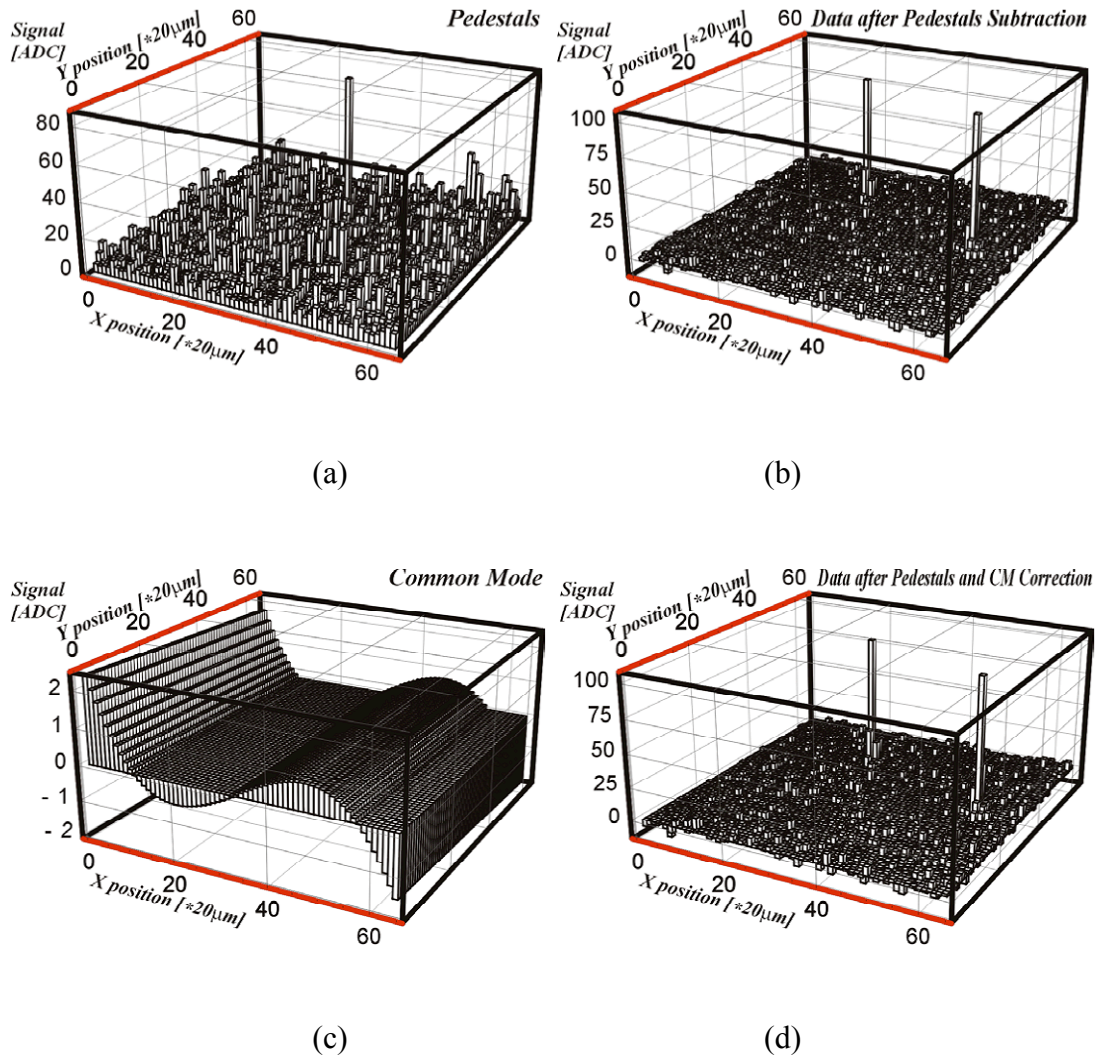 Pedestals
Signal
[ADC]
Y position [*20μm]
0
20
40
60
80
60
40
20
0
0
20
40
60
X position [*20μm]
(a)
Data after Pedestals Subtraction
Signal
[ADC]
Y position [*20μm]
0
20
40
60
100
75
50
25
0
0
20
40
60
X position [*20μm]
(b)
Common Mode
Signal
[ADC]
Y position [*20μm]
0
20
40
60
2
1
0
- 1
- 2
0
20
40
60
X position [*20μm]
(c)
Data after Pedestals and CM Correction
Signal
[ADC]
Y position [*20μm]
0
20
40
60
100
75
50
25
0
0
20
40
60
X position [*20μm]
(d)